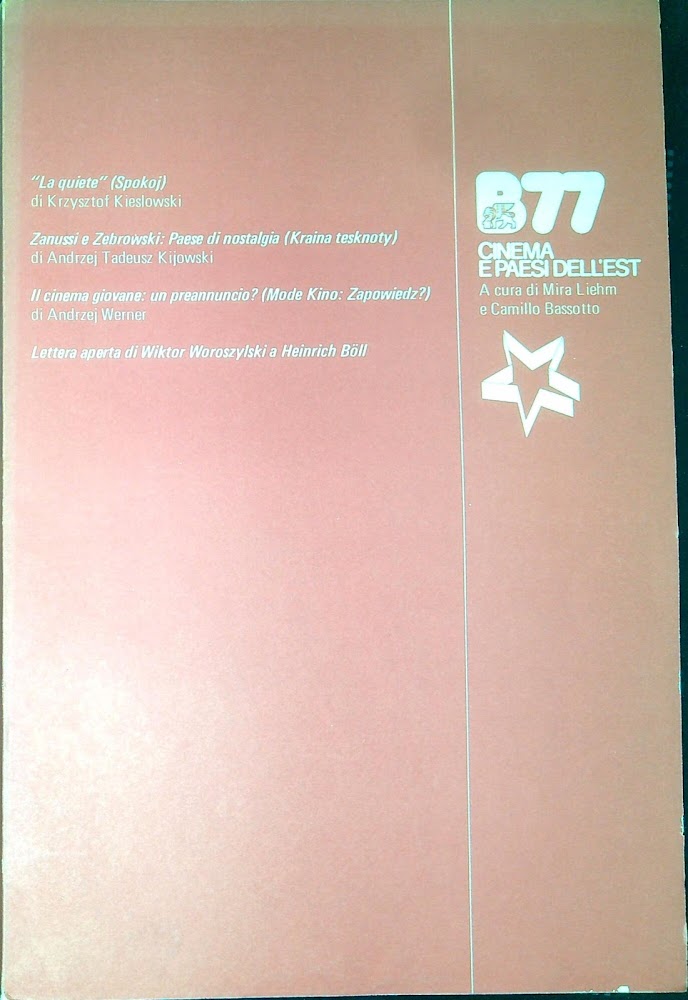 "La quiete" (Spokoj)
di Krzysztof Kieslowski
Zanussi e Zebrowski: Paese di nostalgia (Kraina tesknoty)
di Andrzej Tadeusz Kijowski
Il cinema giovane: un preannuncio? (Mode Kino: Zapowiedz?)
di Andrzej Werner
Lettera aperta di Wiktor Woroszylski a Heinrich Böll
B77
CINEMA
E PAESI DELL'EST
A cura di Mira Liehm
e Camillo Bassotto